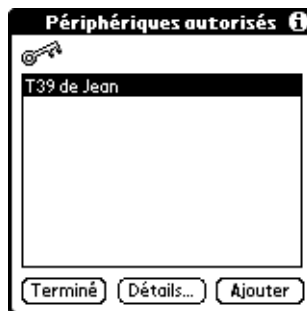 Périphériques autorisés
T39 de Jean
Terminé Détails... Ajouter